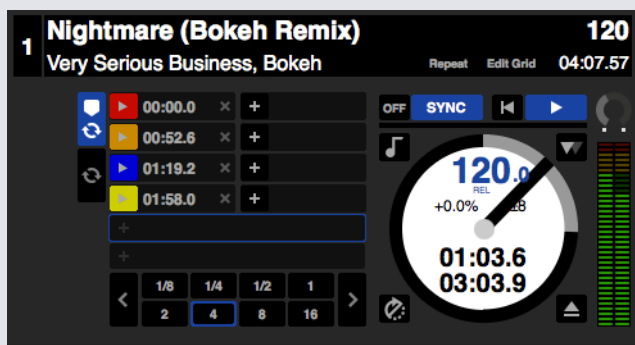 1
Nightmare (Bokeh Remix) 120
Very Serious Business, Bokeh Repeat Edit Grid 04:07.57
00:00.0 × +
00:52.6 × +
01:19.2 × +
01:58.0 × +
+
+
1/8 1/4 1/2 1
2 4 8 16
OFF SYNC
120.0
REL
+0.0% 8
01:03.6
03:03.9